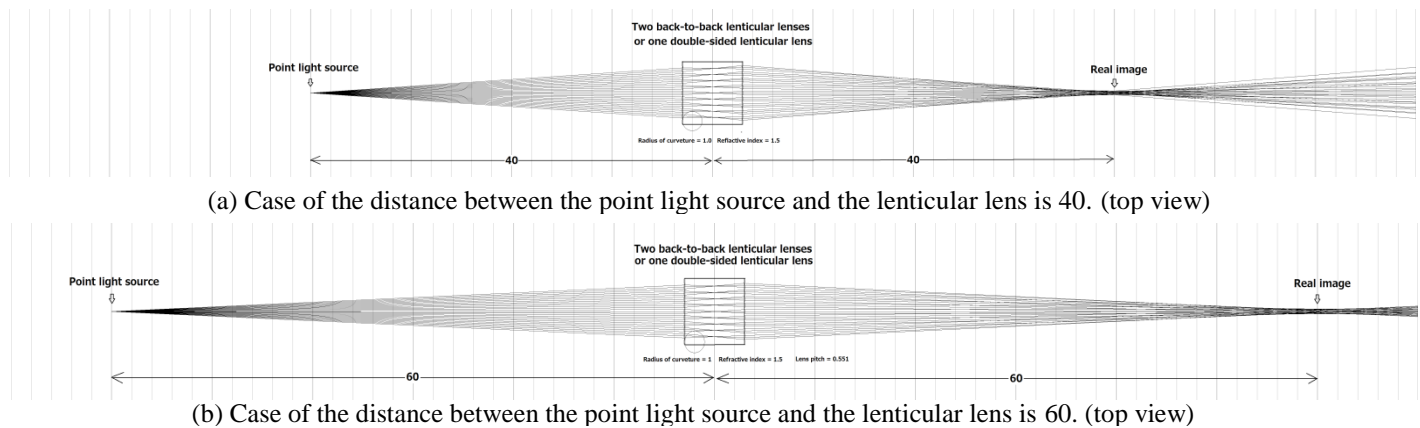 Two back-to-back lenticular lenses
or one double-sided lenticular lens
Point light source
Real image
Radius of curveture = 1.0 Reflactive index = 1.5
40
40
(a) Case of the distance between the point light source and the lenticular lens is 40. (top view)
Two back-to-back lenticular lenses
or one double-sided lenticular lens
Point light source
Real image
Radius of curveture = 1 Reflactive index = 1.5 Lens pitch = 0.551
60
60
(b) Case of the distance between the point light source and the lenticular lens is 60. (top view)